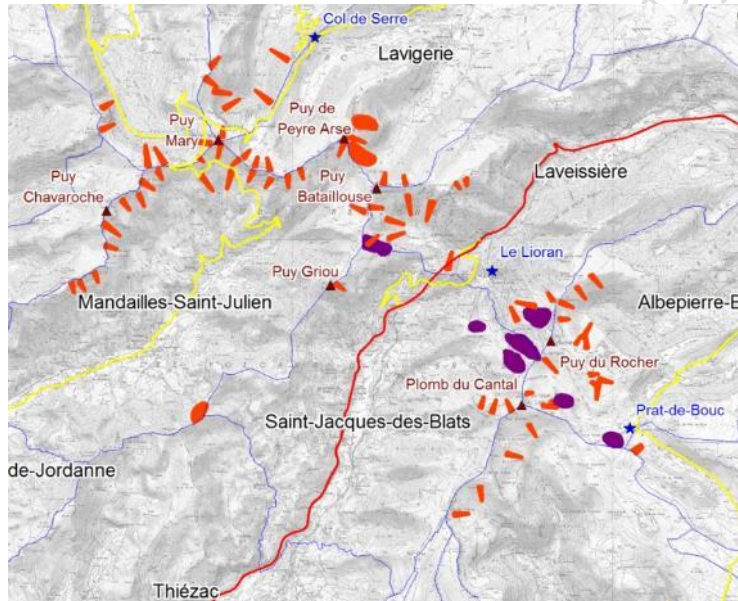 Col de Serre
Lavigerie
Puy de
Peyre Arse
Puy
Mary
Laveissière
Puy
Chavaroche
Puy
Bataillouse
Le Lioran
Puy Griou
Mandailles-Saint-Julien
Albepierre-B
Puy du Rocher
Plomb du Cantal
Saint-Jacques-des-Blats
Prat-de-Bouc
de-Jordanne
Thiézac